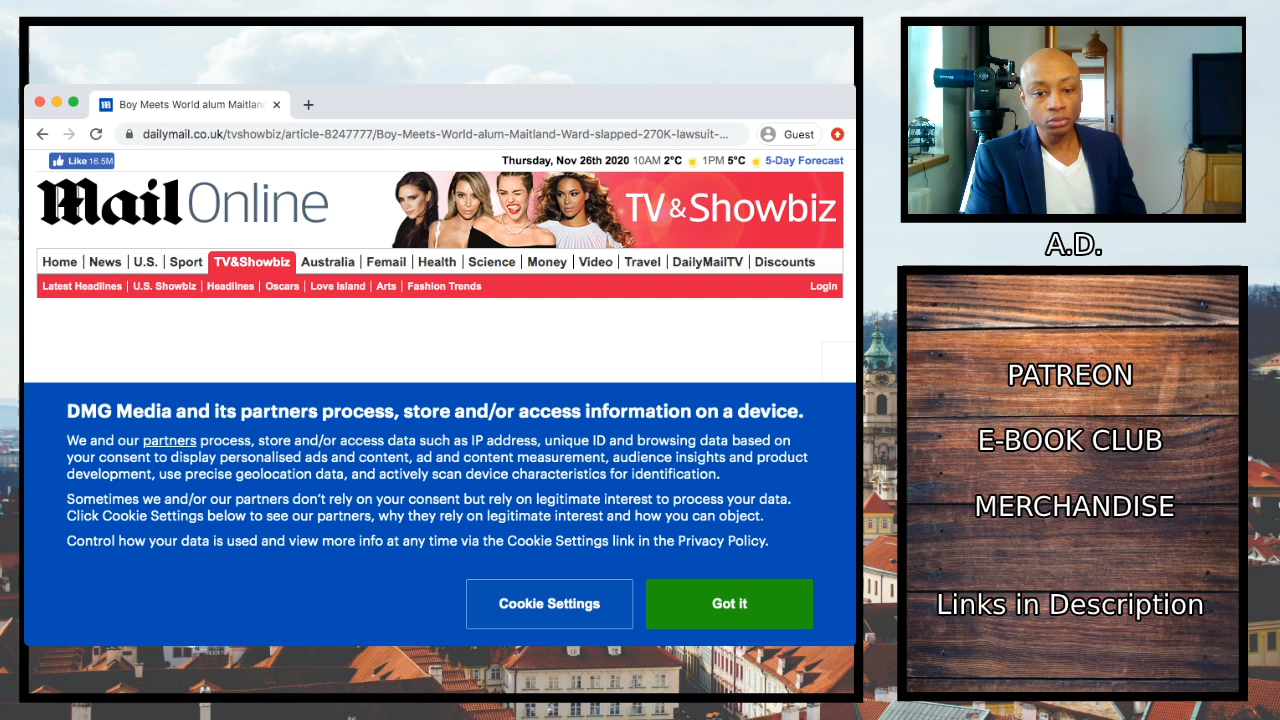 Boy Meets World alum Maitlan
dailymail.co.uk/tvshowbiz/article-8247777/Boy-Meets-World-alum-Maitland-Ward-slapped-270K-lawsuit-...
Guest
Like 16.5M
Thursday, Nov 26th 2020 10AM 2°C 1PM 5°C 5-Day Forecast
Mail Online
TV&Showbiz
Home News U.S. Sport TV&Showbiz Australia Femail Health Science Money Video Travel DailyMailTV Discounts
Latest Headlines U.S. Showbiz Headlines Oscars Love Island Arts Fashion Trends Login
DMG Media and its partners process, store and/or access information on a device.
We and our partners process, store and/or access data such as IP address, unique ID and browsing data based on
your consent to display personalised ads and content, ad and content measurement, audience insights and product
development, use precise geolocation data, and actively scan device characteristics for identification.
Sometimes we and/or our partners don't rely on your consent but rely on legitimate interest to process your data.
Click Cookie Settings below to see our partners, why they rely on legitimate interest and how you can object.
Control how your data is used and view more info at any time via the Cookie Settings link in the Privacy Policy.
Cookie Settings
Got it
A.D.
PATREON
E-BOOK CLUB
MERCHANDISE
Links in Description